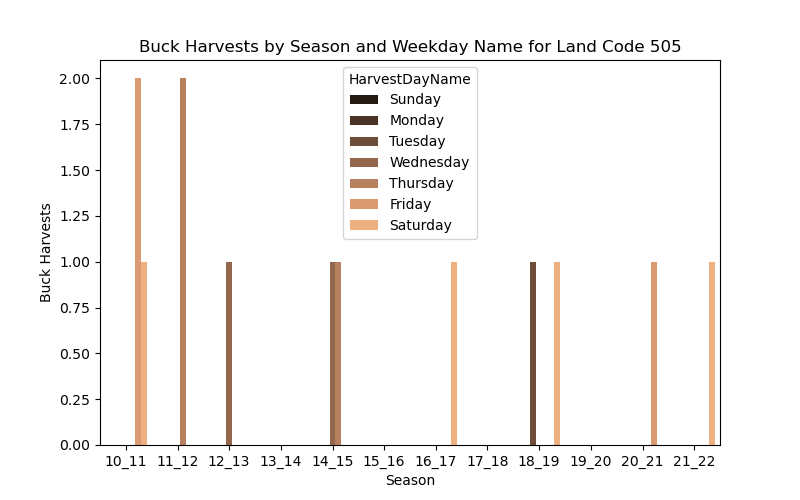 Buck Harvests by Season and Weekday Name for Land Code 505
HarvestDayName
Sunday
Monday
Tuesday
Wednesday
Thursday
Friday
Saturday
Buck Harvests
2.00
1.75
1.50
1.25
1.00
0.75
0.50
0.25
0.00
10_11 11_12 12_13 13_14 14_15 15_16 16_17 17_18 18_19 19_20 20_21 21_22
Season